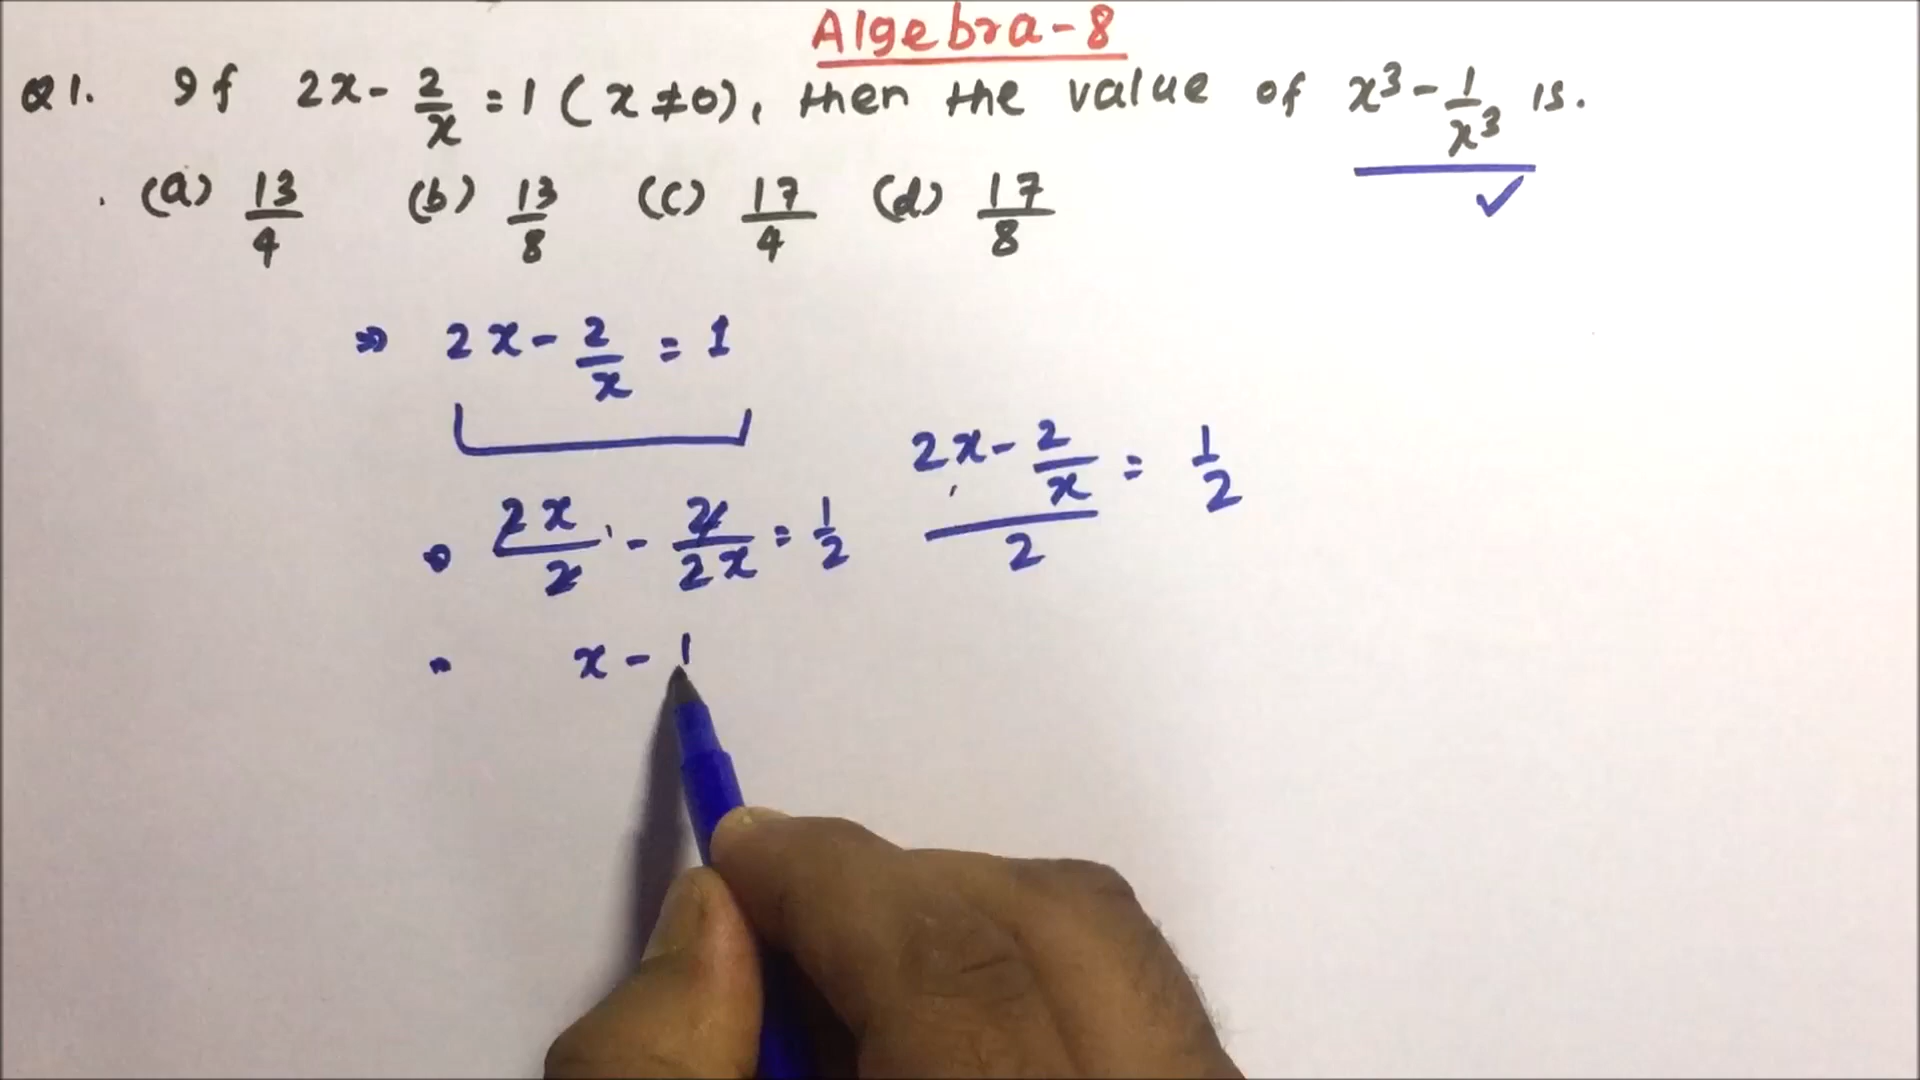 Algebra-8
Q1. If 2x - 2/x = 1 (x ≠ 0), then the value of x³ - 1/x³ is.
(a) 13/4 (b) 13/8 (c) 17/4 (d) 17/8
⇒ 2x - 2/x = 1
2x/2 - 2/2x = 1/2
(2x - 2/x)/2 = 1/2
x - 1